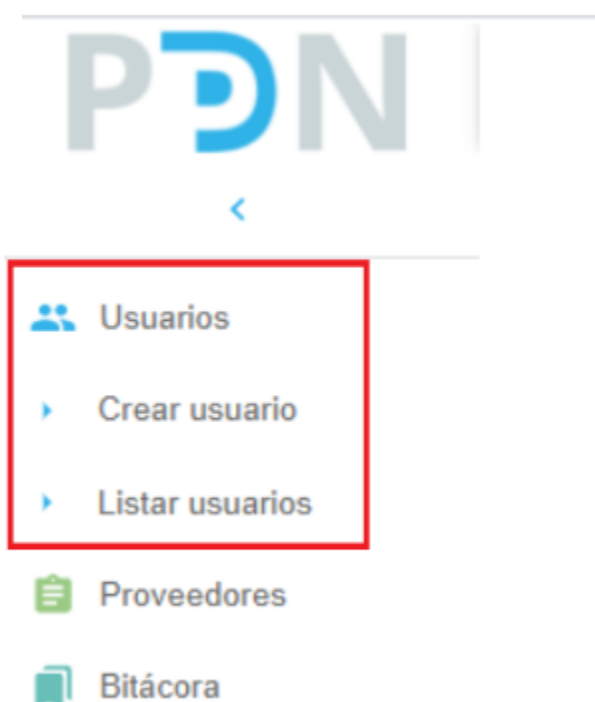 PDN
Usuarios
Crear usuario
Listar usuarios
Proveedores
Bitácora